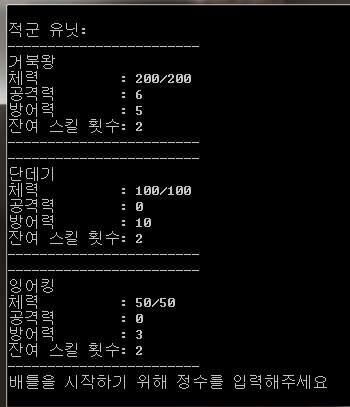 적군 유닛:
-------------------------
거북왕
체력 : 200/200
공격력 : 6
방어력 : 5
잔여 스킬 횟수: 2
-------------------------
-------------------------
단데기
체력 : 100/100
공격력 : 0
방어력 : 10
잔여 스킬 횟수: 2
-------------------------
-------------------------
잉어킹
체력 : 50/50
공격력 : 0
방어력 : 3
잔여 스킬 횟수: 2
-------------------------
배틀을 시작하기 위해 정수를 입력해주세요